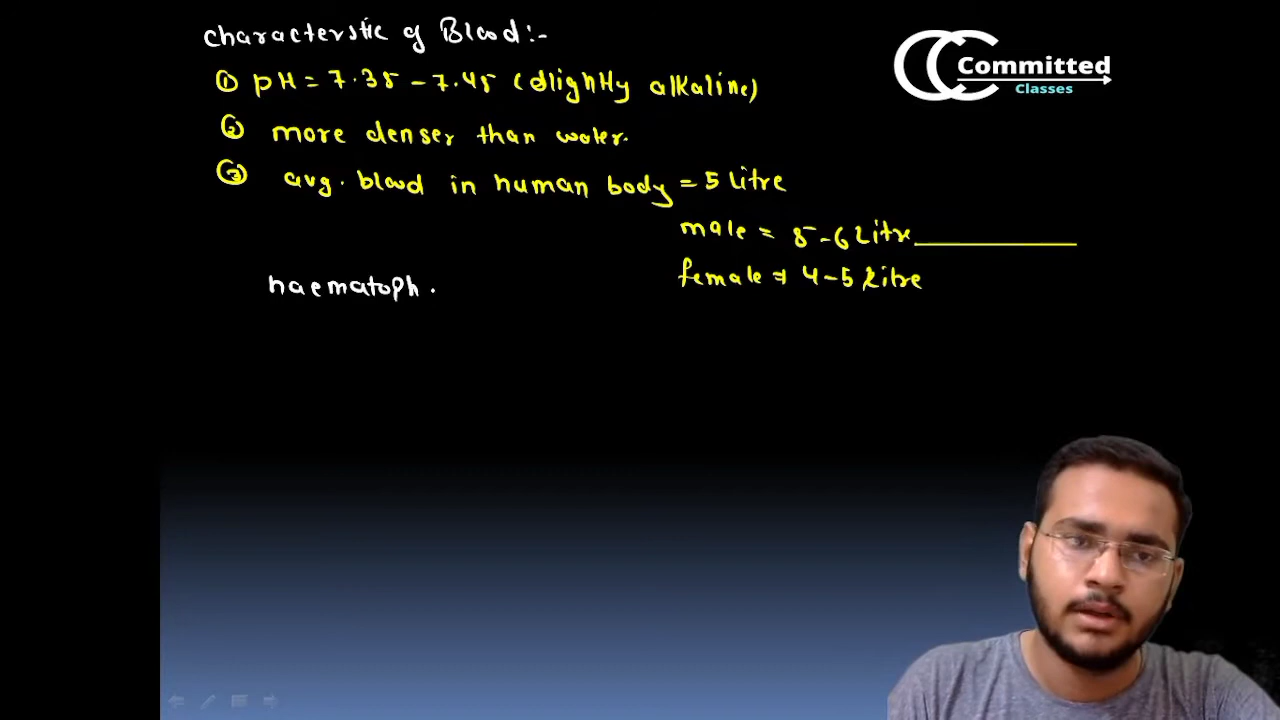 characterstic of Blood:-
① pH = 7.35 - 7.45 (slightly alkaline)
② more denser than water.
③ avg. blood in human body = 5 Litre
male = 5-6 Litre
female → 4-5 Litre
haematoph.
CC Committed
Classes